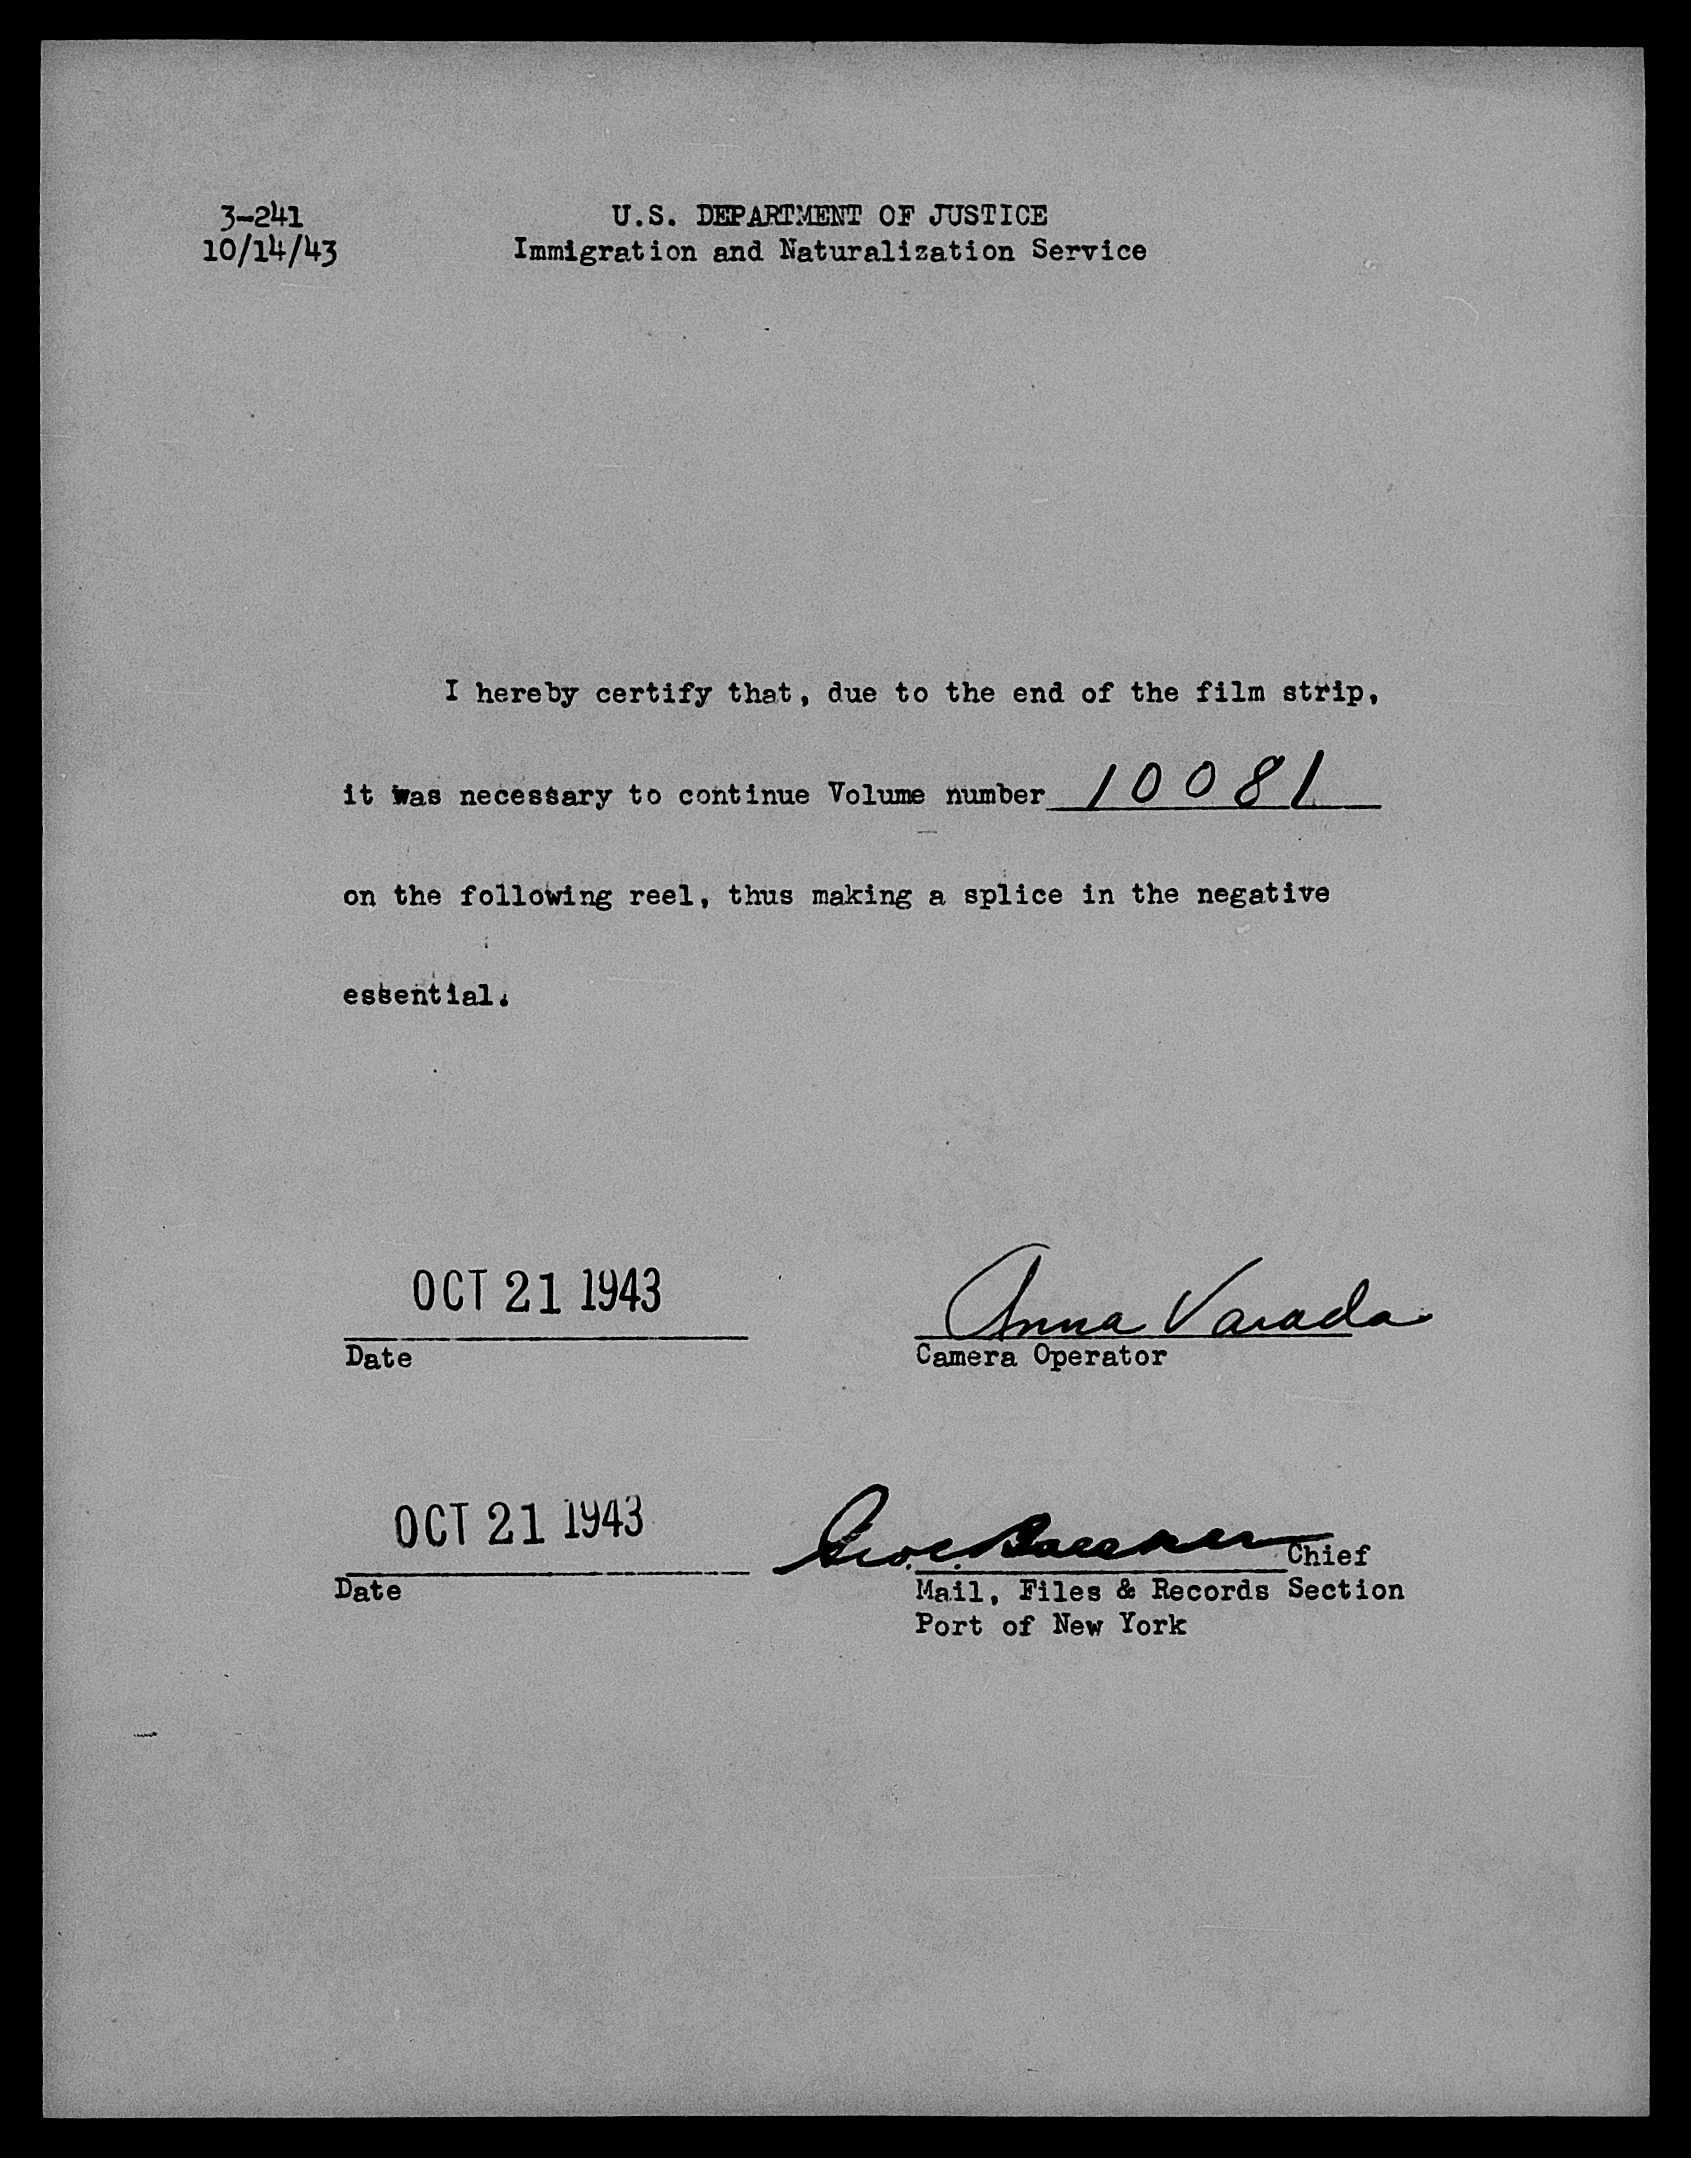 3-241
10/14/43
U.S. DEPARTMENT OF JUSTICE
Immigration and Naturalization Service
I hereby certify that, due to the end of the film strip,
it was necessary to continue Volume number 10081
on the following reel, thus making a splice in the negative
essential.
OCT 21 1943
Date
Anna Varada
Camera Operator
OCT 21 1943
Date
Chief
Mail, Files & Records Section
Port of New York